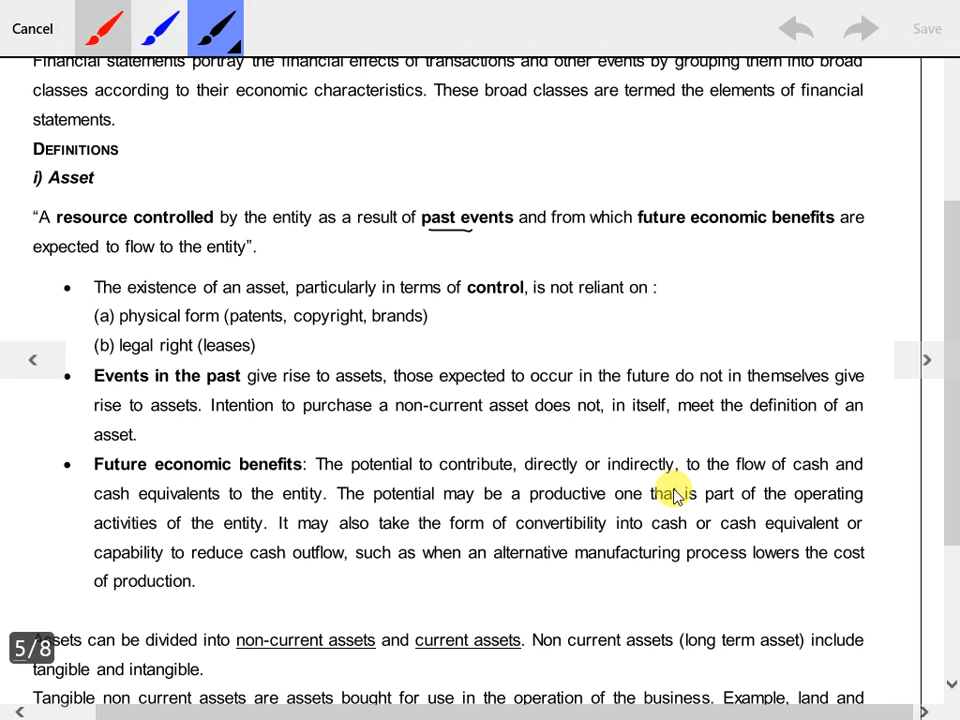 Cancel
Save
Financial statements portray the financial effects of transactions and other events by grouping them into broad
classes according to their economic characteristics. These broad classes are termed the elements of financial
statements.
DEFINITIONS
i) Asset
“A resource controlled by the entity as a result of past events and from which future economic benefits are
expected to flow to the entity”.
• The existence of an asset, particularly in terms of control, is not reliant on :
(a) physical form (patents, copyright, brands)
(b) legal right (leases)
• Events in the past give rise to assets, those expected to occur in the future do not in themselves give
rise to assets. Intention to purchase a non-current asset does not, in itself, meet the definition of an
asset.
• Future economic benefits: The potential to contribute, directly or indirectly, to the flow of cash and
cash equivalents to the entity. The potential may be a productive one that is part of the operating
activities of the entity. It may also take the form of convertibility into cash or cash equivalent or
capability to reduce cash outflow, such as when an alternative manufacturing process lowers the cost
of production.
Assets can be divided into non-current assets and current assets. Non current assets (long term asset) include
5/8
tangible and intangible.
Tangible non current assets are assets bought for use in the operation of the business. Example, land and